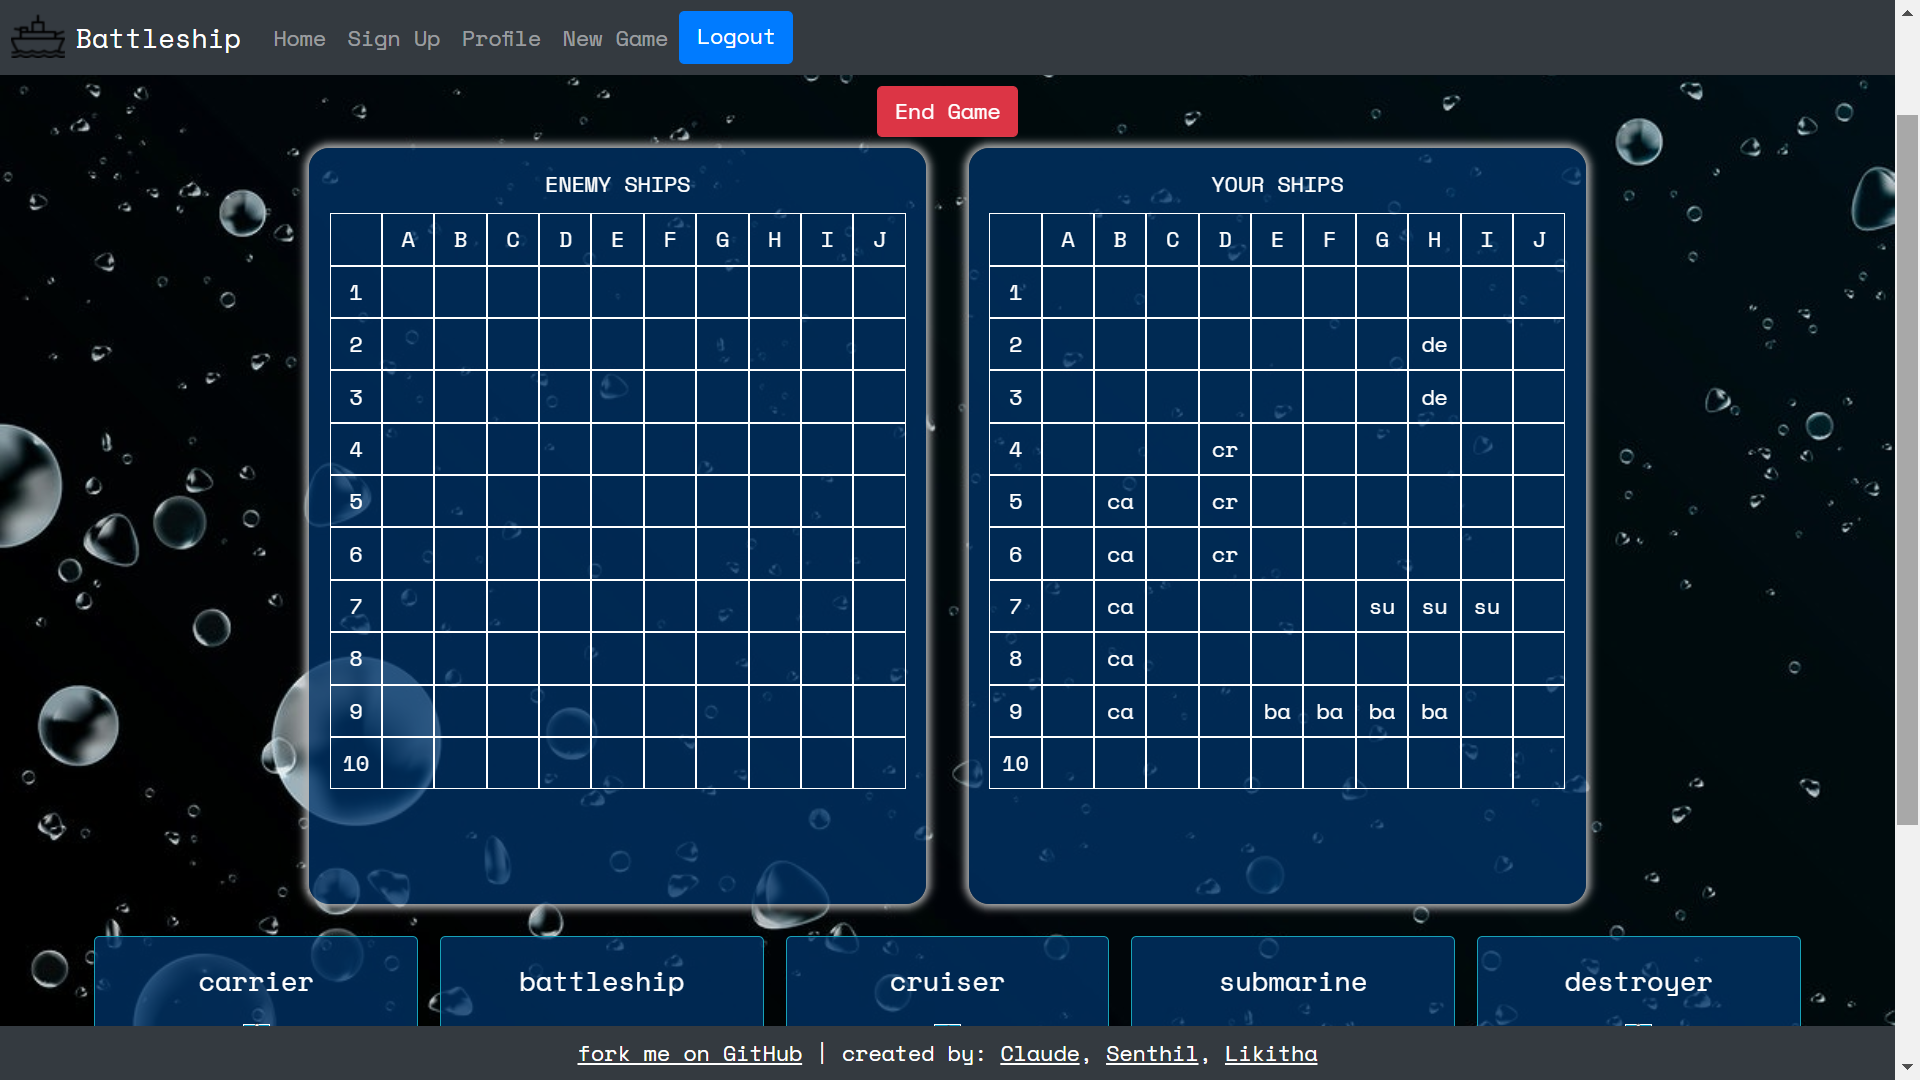 Battleship Home Sign Up Profile New Game Logout
End Game
ENEMY SHIPS
A B C D E F G H I J
1
2
3
4
5
6
7
8
9
10
YOUR SHIPS
A B C D E F G H I J
1
2 de
3 de
4 cr
5 ca cr
6 ca cr
7 ca su su su
8 ca
9 ca ba ba ba ba
10
carrier
battleship
cruiser
submarine
destroyer
fork me on GitHub | created by: Claude, Senthil, Likitha